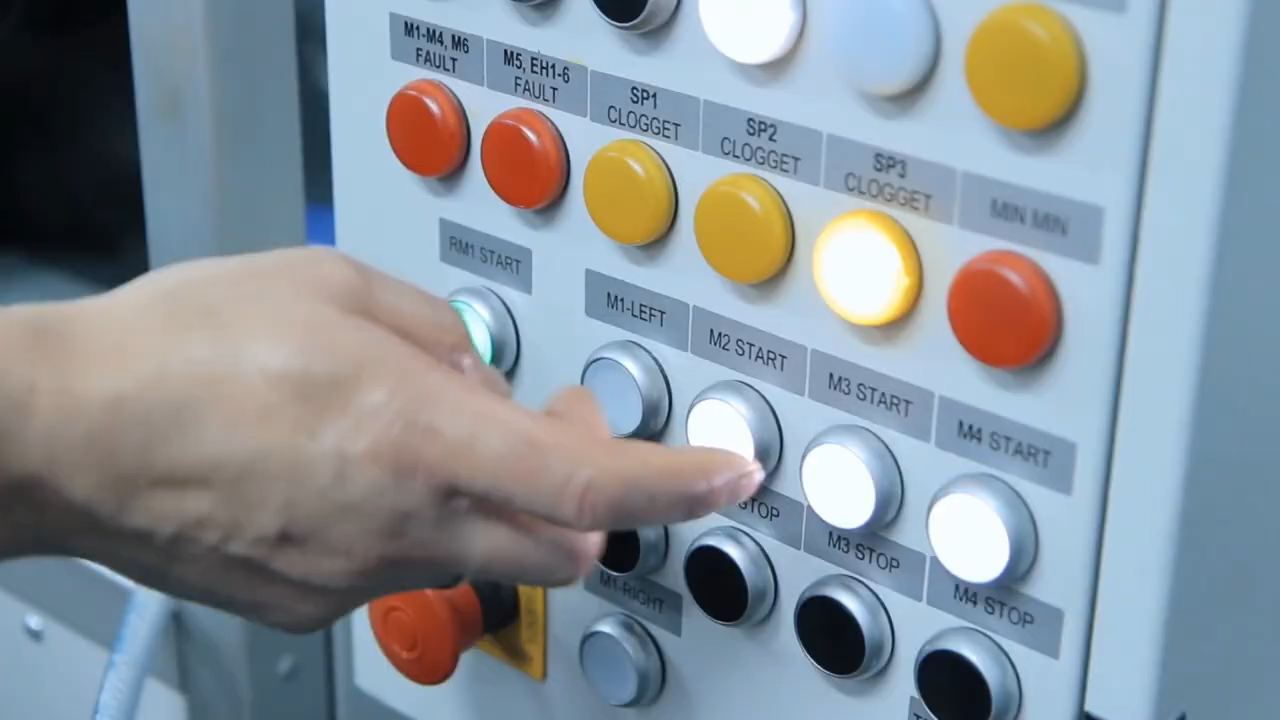 M1-M4, M6
FAULT
M5, EH1-6
FAULT
SP1
CLOGGET
SP2
CLOGGET
SP3
CLOGGET
MIN MIN
RM1 START
M1-LEFT
M2 START
M3 START
M4 START
STOP
M3 STOP
M4 STOP
M1-RIGHT